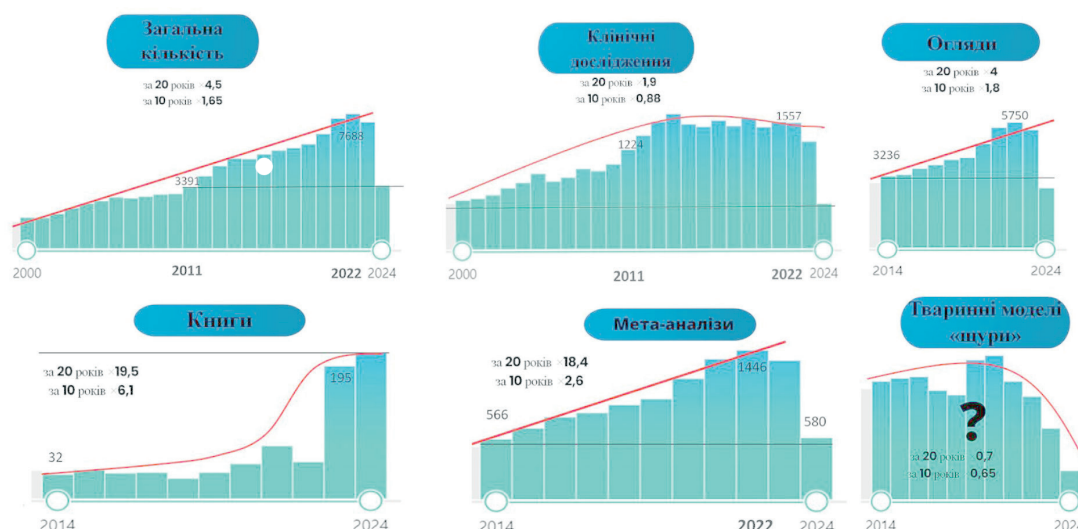 Загальна
кількість
за 20 років ×4,5
за 10 років ×1,65
3391
7688
2000
2011
2022
2024
Клінічні
дослідження
за 20 років ×1,9
за 10 років ×0,88
1224
1557
2000
2011
2022
2024
Огляди
за 20 років ×4
за 10 років ×1,8
3236
5750
2014
2024
Книги
за 20 років ×19,5
за 10 років ×6,1
32
195
2014
2024
Мета-аналізи
за 20 років ×18,4
за 10 років ×2,6
566
1446
580
2014
2022
2024
Тваринні моделі
«щури»
?
за 20 років ×0,7
за 10 років ×0,65
2014